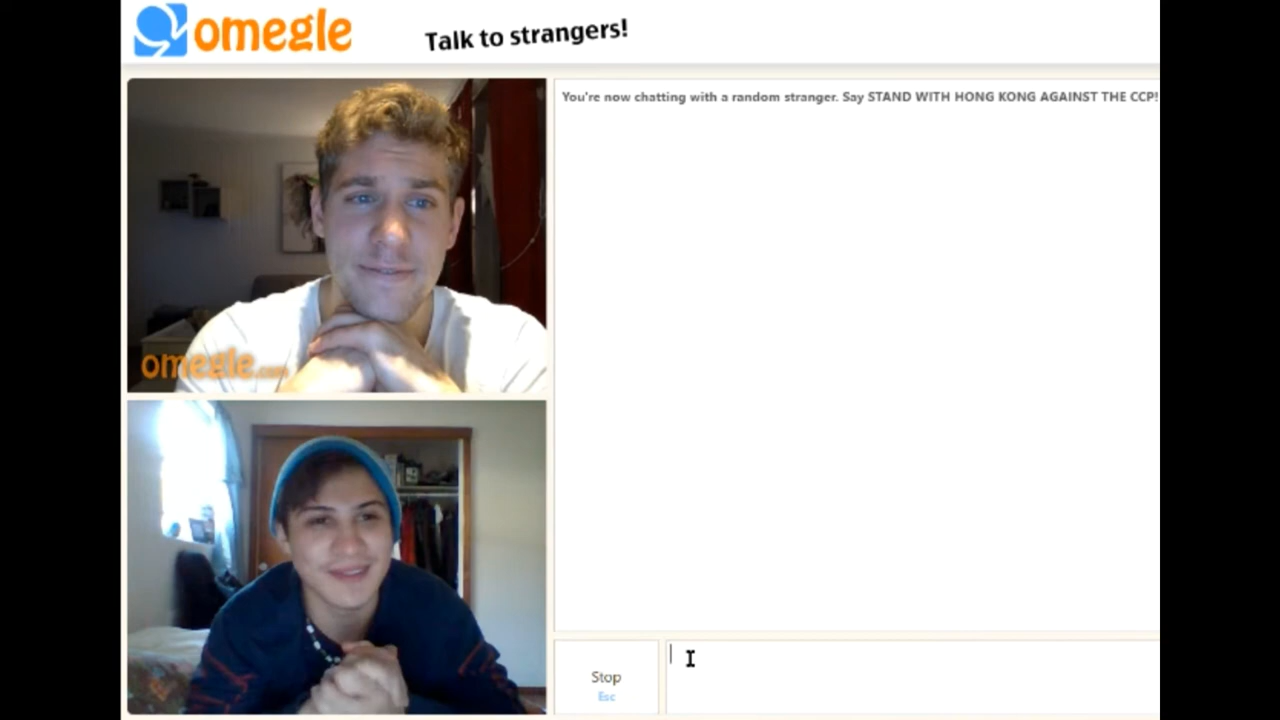 omegle
Talk to strangers!
You're now chatting with a random stranger. Say STAND WITH HONG KONG AGAINST THE CCP!
omegle.com
Stop
Esc